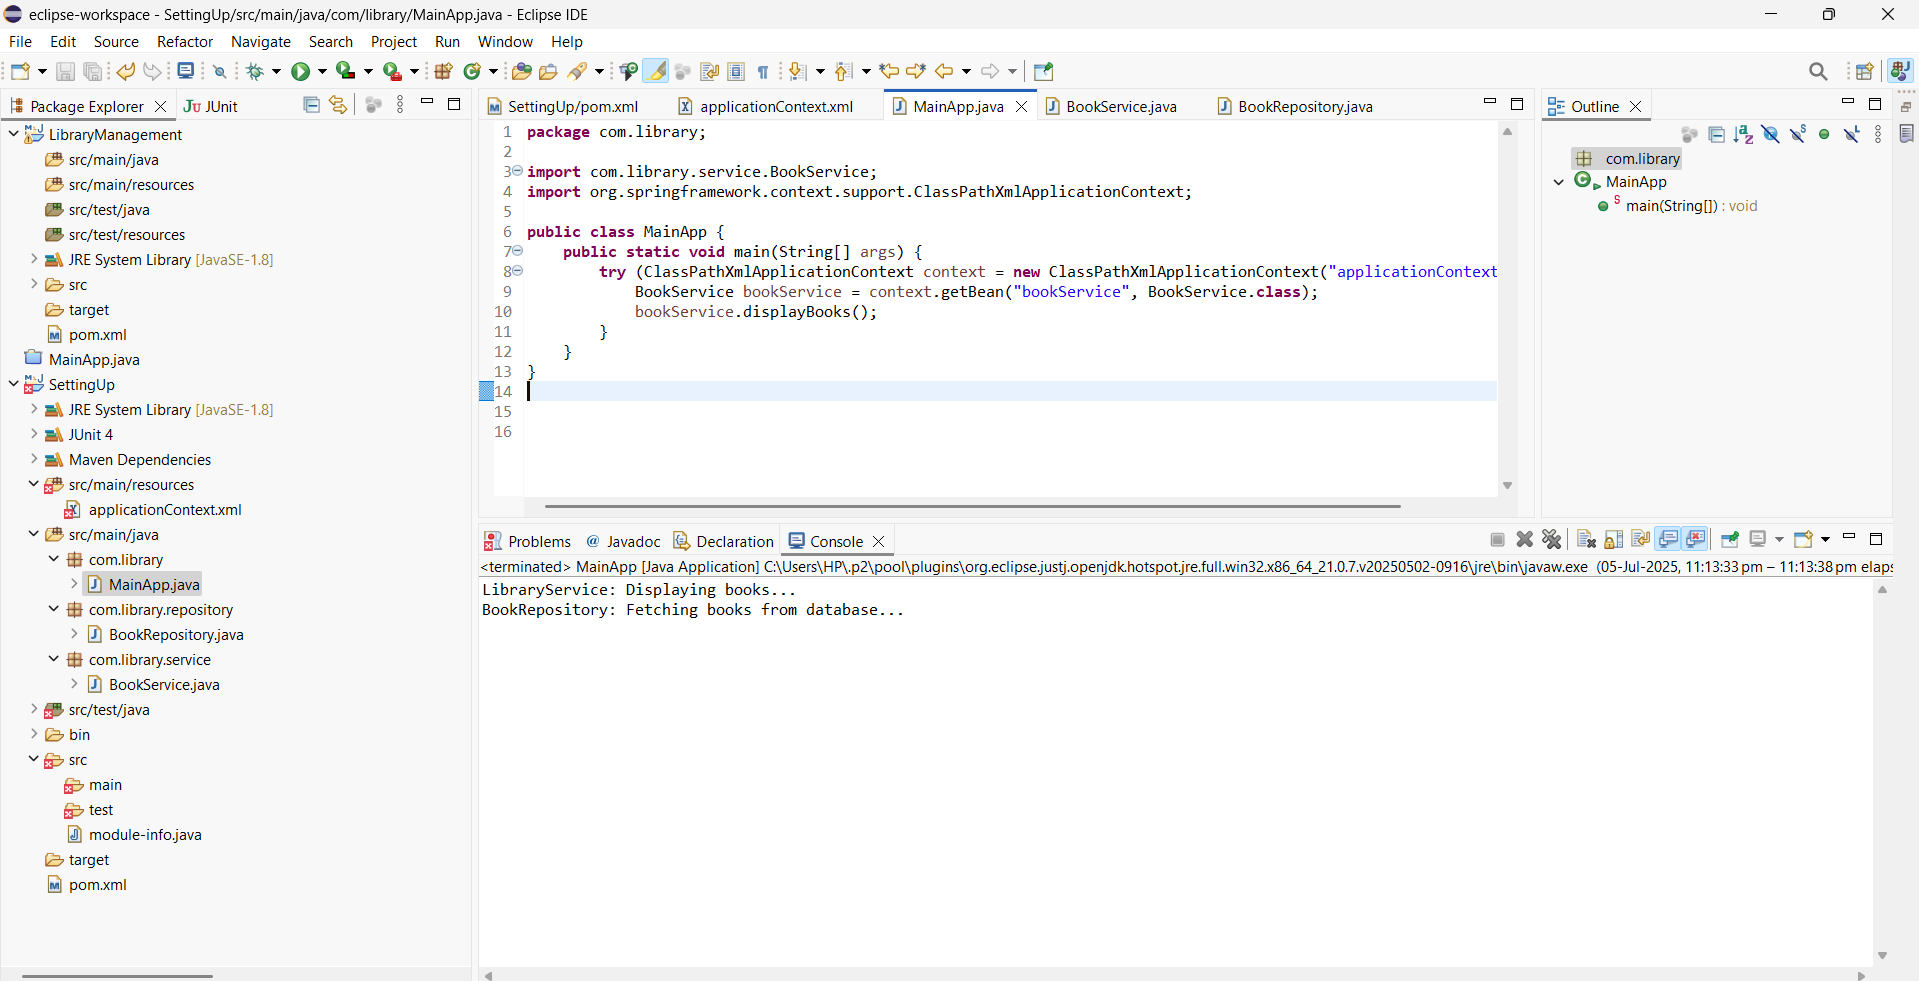 eclipse-workspace - SettingUp/src/main/java/com/library/MainApp.java - Eclipse IDE
File Edit Source Refactor Navigate Search Project Run Window Help
Package Explorer JUnit
LibraryManagement
src/main/java
src/main/resources
src/test/java
src/test/resources
JRE System Library [JavaSE-1.8]
src
target
pom.xml
MainApp.java
SettingUp
JRE System Library [JavaSE-1.8]
JUnit 4
Maven Dependencies
src/main/resources
applicationContext.xml
src/main/java
com.library
MainApp.java
com.library.repository
BookRepository.java
com.library.service
BookService.java
src/test/java
bin
src
main
test
module-info.java
target
pom.xml
SettingUp/pom.xml applicationContext.xml MainApp.java BookService.java BookRepository.java
1 package com.library;
2
3 import com.library.service.BookService;
4 import org.springframework.context.support.ClassPathXmlApplicationContext;
5
6 public class MainApp {
7 public static void main(String[] args) {
8 try (ClassPathXmlApplicationContext context = new ClassPathXmlApplicationContext("applicationContext
9 BookService bookService = context.getBean("bookService", BookService.class);
10 bookService.displayBooks();
11 }
12 }
13 }
14
15
16
Outline
com.library
MainApp
main(String[]) : void
Problems Javadoc Declaration Console
<terminated> MainApp [Java Application] C:\Users\HP\.p2\pool\plugins\org.eclipse.justj.openjdk.hotspot.jre.full.win32.x86_64_21.0.7.v20250502-0916\jre\bin\javaw.exe (05-Jul-2025, 11:13:33 pm – 11:13:38 pm elaps
LibraryService: Displaying books...
BookRepository: Fetching books from database...